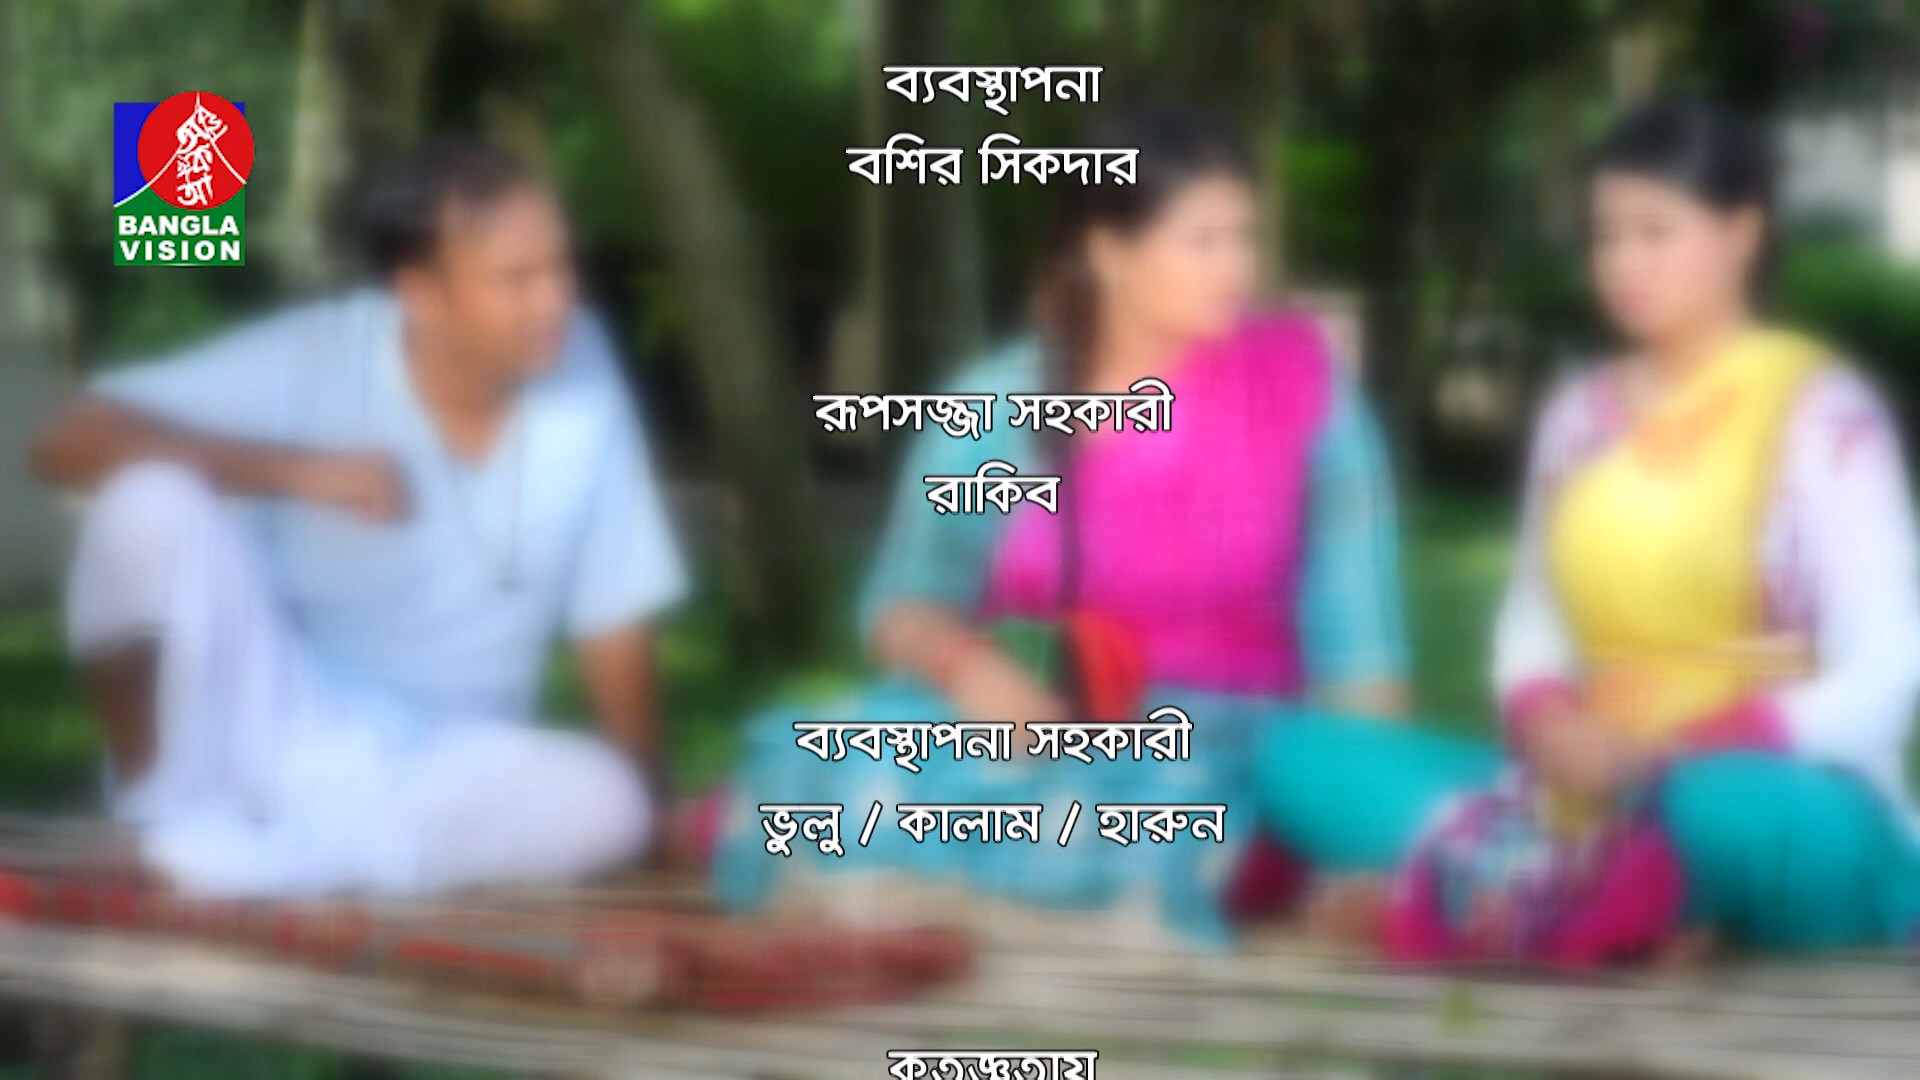 ব্যবস্থাপনা
বশির সিকদার
BANGLA
VISION
রূপসজ্জা সহকারী
রাকিব
ব্যবস্থাপনা সহকারী
ভুলু / কালাম / হারুন
কৃতজ্ঞতায়